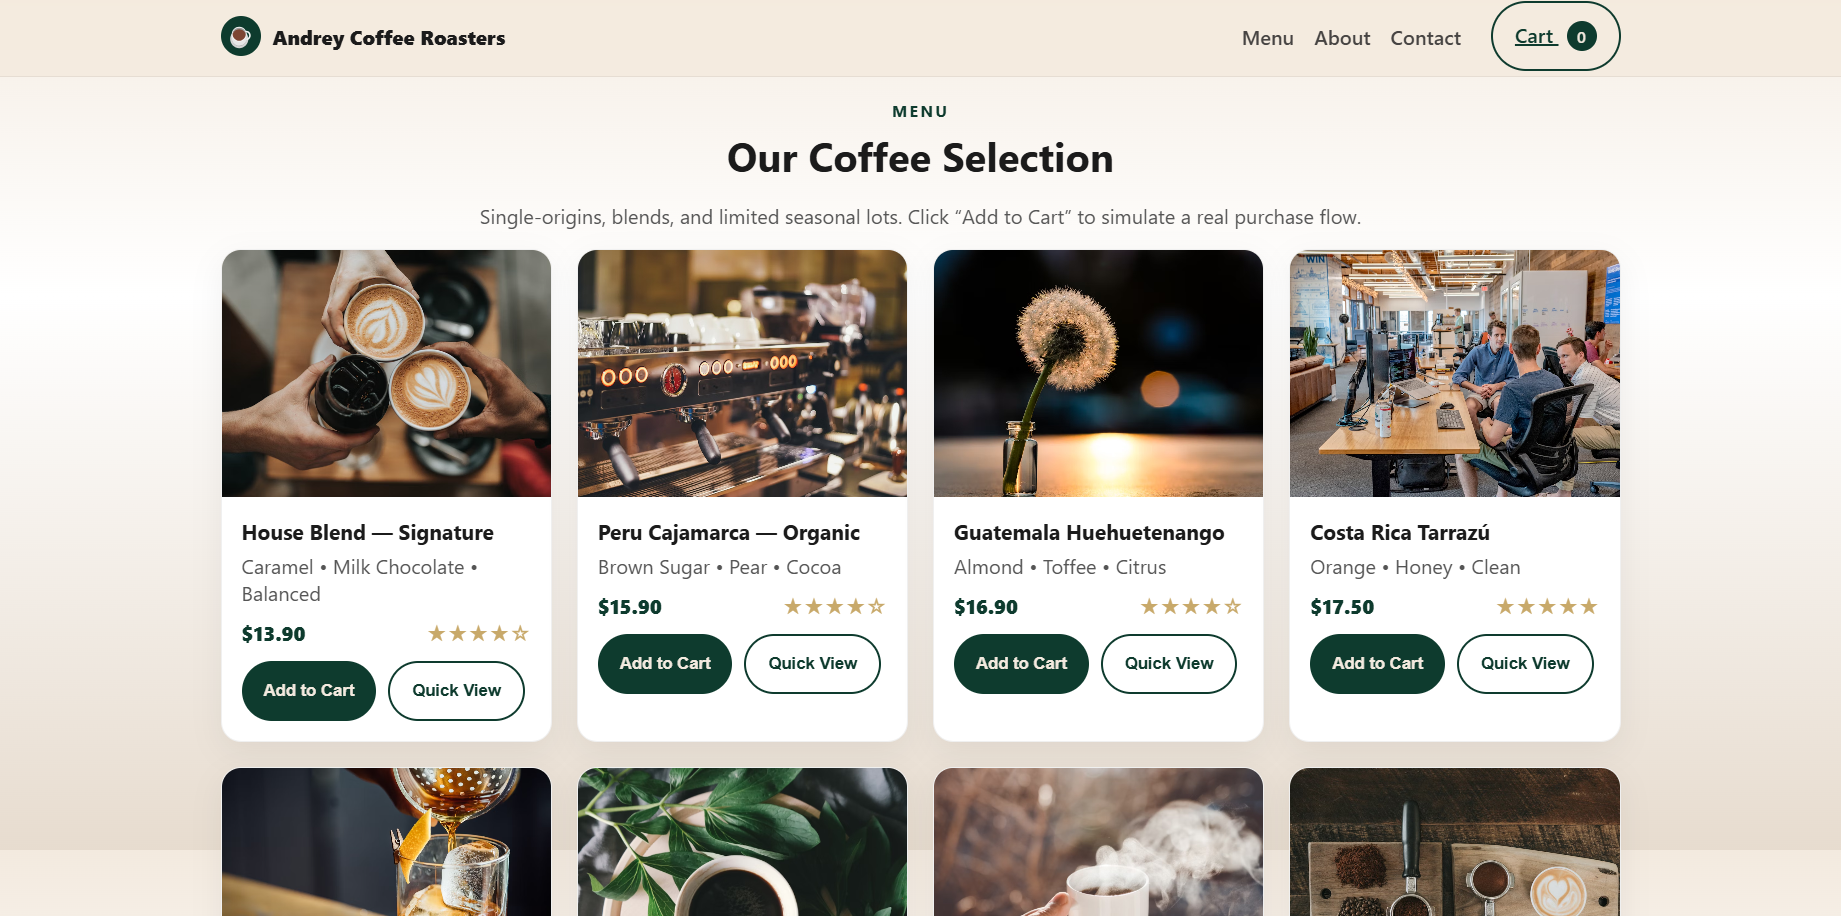 Andrey Coffee Roasters
Menu About Contact Cart 0
MENU
Our Coffee Selection
Single-origins, blends, and limited seasonal lots. Click “Add to Cart” to simulate a real purchase flow.
WIN
House Blend — Signature
Caramel • Milk Chocolate •
Balanced
$13.90 ★★★★☆
Add to Cart Quick View
Peru Cajamarca — Organic
Brown Sugar • Pear • Cocoa
$15.90 ★★★★☆
Add to Cart Quick View
Guatemala Huehuetenango
Almond • Toffee • Citrus
$16.90 ★★★★☆
Add to Cart Quick View
Costa Rica Tarrazú
Orange • Honey • Clean
$17.50 ★★★★★
Add to Cart Quick View